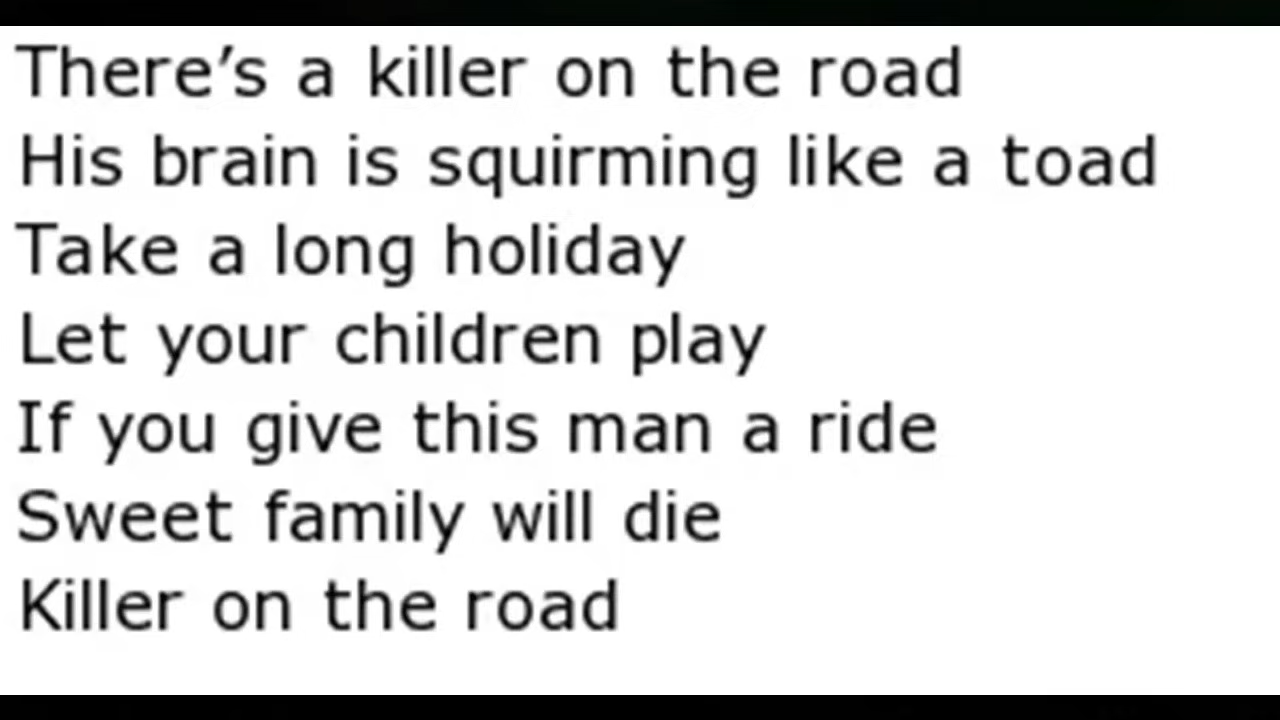 There’s a killer on the road
His brain is squirming like a toad
Take a long holiday
Let your children play
If you give this man a ride
Sweet family will die
Killer on the road